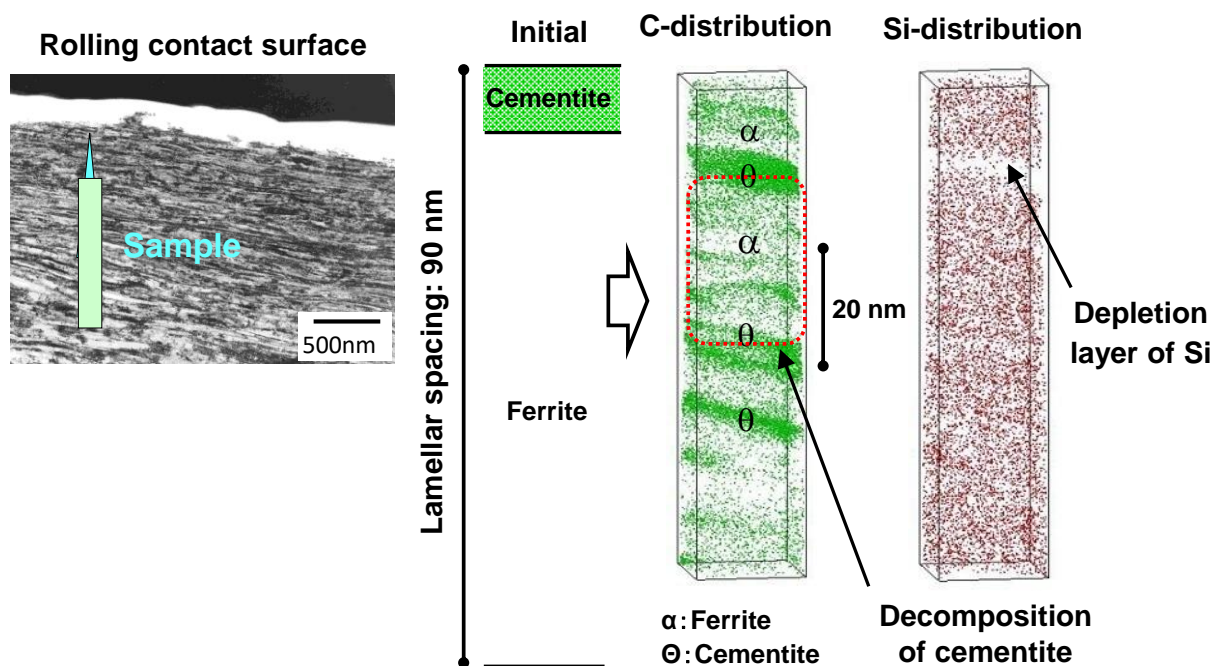 Rolling contact surface
Sample
500nm
Lamellar spacing: 90 nm
Initial
Cementite
Ferrite
C-distribution
α
θ
α
θ
θ
20 nm
Decomposition
of cementite
α:Ferrite
Θ:Cementite
Si-distribution
Depletion
layer of Si